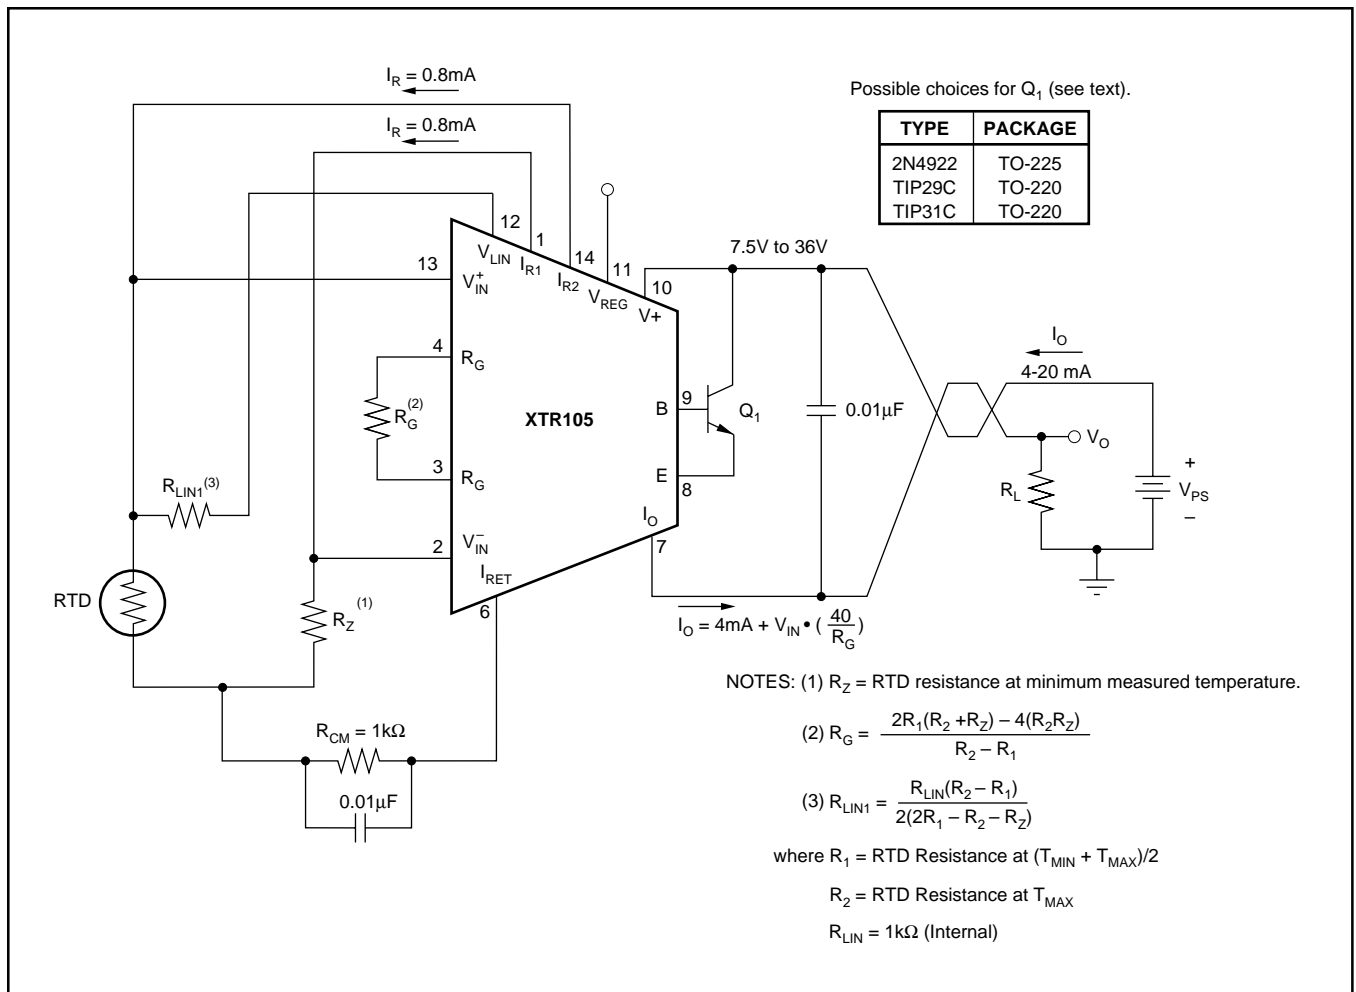 I_R = 0.8mA
I_R = 0.8mA
Possible choices for Q_1 (see text).
TYPE PACKAGE
2N4922 TO-225
TIP29C TO-220
TIP31C TO-220
12
V_LIN
1
I_R1
14
I_R2
11
V_REG
10
V+
7.5V to 36V
13
V_IN^+
4
R_G
R_G^(2)
3
R_G
XTR105
B
9
Q_1
E
8
0.01µF
I_O
4-20 mA
V_O
R_L
+
V_PS
–
R_LIN1^(3)
2
V_IN^–
I_RET
6
I_O
7
RTD
R_Z^(1)
I_O = 4mA + V_IN • (40/R_G)
R_CM = 1kΩ
0.01µF
NOTES: (1) R_Z = RTD resistance at minimum measured temperature.
(2) R_G = 2R_1(R_2 +R_Z) – 4(R_2R_Z) / R_2 – R_1
(3) R_LIN1 = R_LIN(R_2 – R_1) / 2(2R_1 – R_2 – R_Z)
where R_1 = RTD Resistance at (T_MIN + T_MAX)/2
R_2 = RTD Resistance at T_MAX
R_LIN = 1kΩ (Internal)